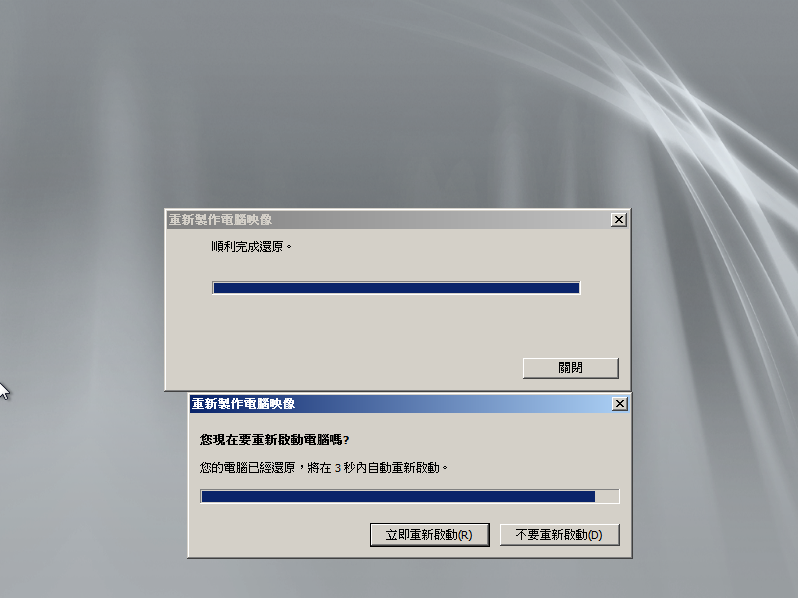 重新製作電腦映像
順利完成還原。
關閉
重新製作電腦映像
您現在要重新啟動電腦嗎?
您的電腦已經還原，將在 3 秒內自動重新啟動。
立即重新啟動(R) 不要重新啟動(D)